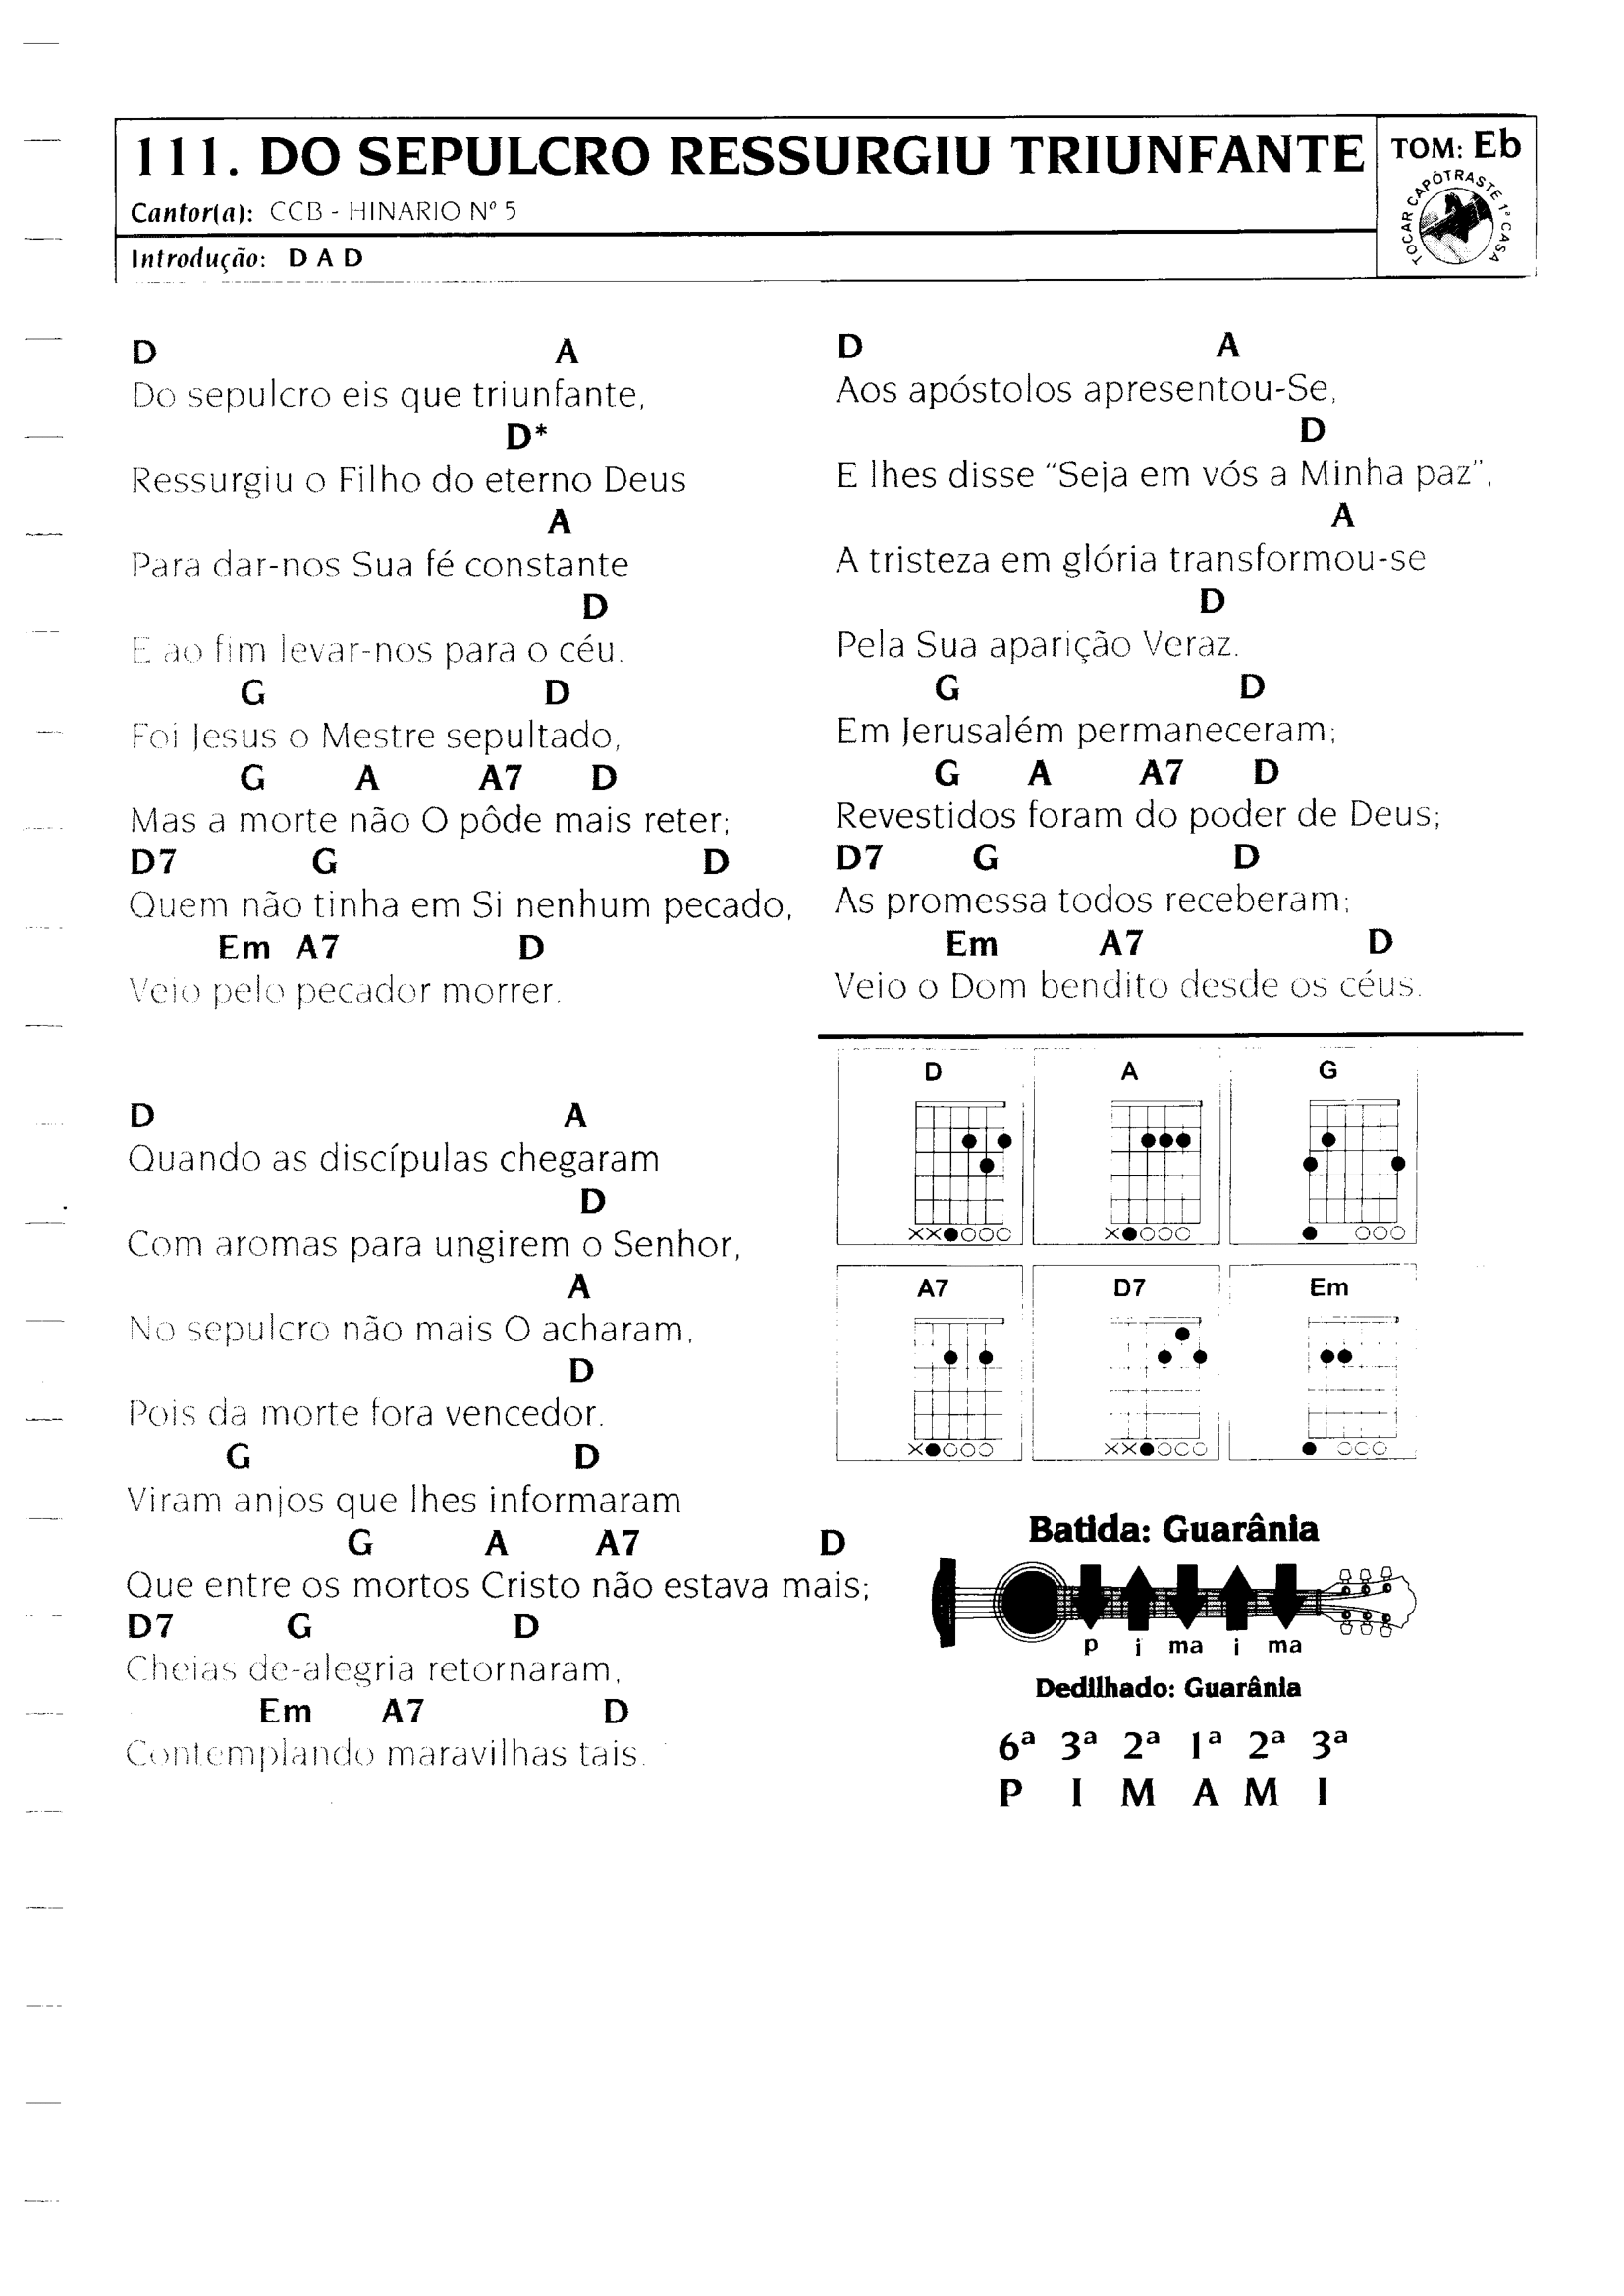 111. DO SEPULCRO RESSURGIU TRIUNFANTE
TOM: Eb
TOCAR CAPÔTRASTE 1ª CASA
Cantor(a): CCB - HINARIO Nº 5
Introdução: D A D
D A
Do sepulcro eis que triunfante,
D*
Ressurgiu o Filho do eterno Deus
A
Para dar-nos Sua fé constante
D
E ao fim levar-nos para o céu.
G D
Foi Jesus o Mestre sepultado,
G A A7 D
Mas a morte não O pôde mais reter;
D7 G D
Quem não tinha em Si nenhum pecado,
Em A7 D
Veio pelo pecador morrer.
D A
Quando as discípulas chegaram
D
Com aromas para ungirem o Senhor,
A
No sepulcro não mais O acharam,
D
Pois da morte fora vencedor.
G D
Viram anjos que lhes informaram
G A A7 D
Que entre os mortos Cristo não estava mais;
D7 G D
Cheias de-alegria retornaram,
Em A7 D
Contemplando maravilhas tais.
D A
Aos apóstolos apresentou-Se,
D
E lhes disse “Seja em vós a Minha paz”,
A
A tristeza em glória transformou-se
D
Pela Sua aparição Veraz.
G D
Em Jerusalém permaneceram;
G A A7 D
Revestidos foram do poder de Deus;
D7 G D
As promessa todos receberam;
Em A7 D
Veio o Dom bendito desde os céus.
D A G
A7 D7 Em
Batida: Guarânia
p i ma i ma
Dedilhado: Guarânia
6ª 3ª 2ª 1ª 2ª 3ª
P I M A M I